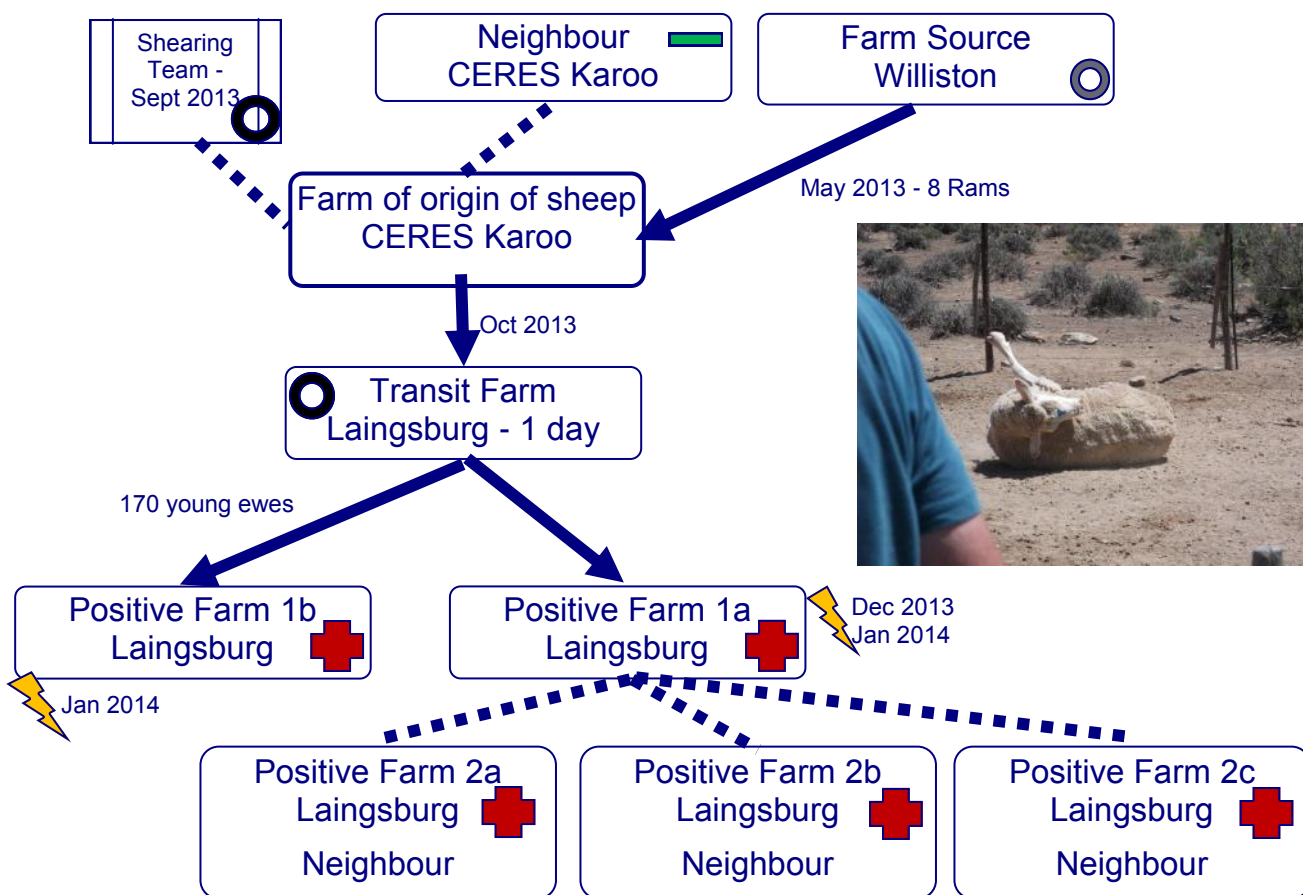 Shearing
Team -
Sept 2013
Neighbour
CERES Karoo
Farm Source
Williston
May 2013 - 8 Rams
Farm of origin of sheep
CERES Karoo
Oct 2013
Transit Farm
Laingsburg - 1 day
170 young ewes
Positive Farm 1b
Laingsburg
Jan 2014
Positive Farm 1a
Laingsburg
Dec 2013
Jan 2014
Positive Farm 2a
Laingsburg
Neighbour
Positive Farm 2b
Laingsburg
Neighbour
Positive Farm 2c
Laingsburg
Neighbour